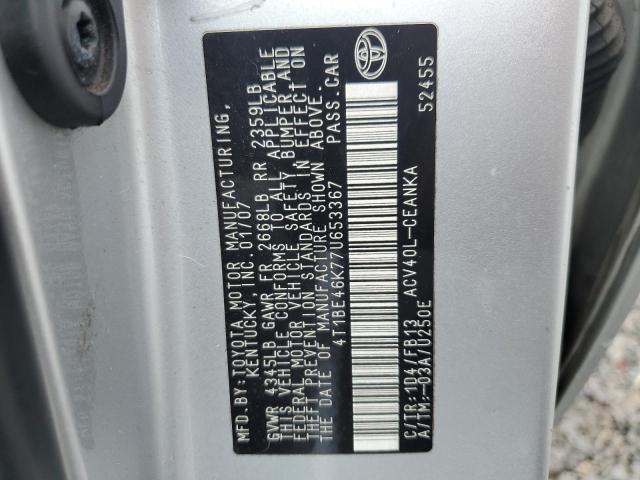 MFD.BY:TOYOTA MOTOR MANUFACTURING,
KENTUCKY, INC. 01/07
GVWR 4345LB GAWR FR 2668LB RR 2359LB
THIS VEHICLE CONFORMS TO ALL APPLICABLE
FEDERAL MOTOR VEHICLE SAFETY, BUMPER AND
THEFT PREVENTION STANDARDS IN EFFECT ON
THE DATE OF MANUFACTURE SHOWN ABOVE.
4T1BE46K77U653367 PASS.CAR
C/TR:1D4/FB13 ACV40L-CEANKA
A/TM:-03A/U250E 52455